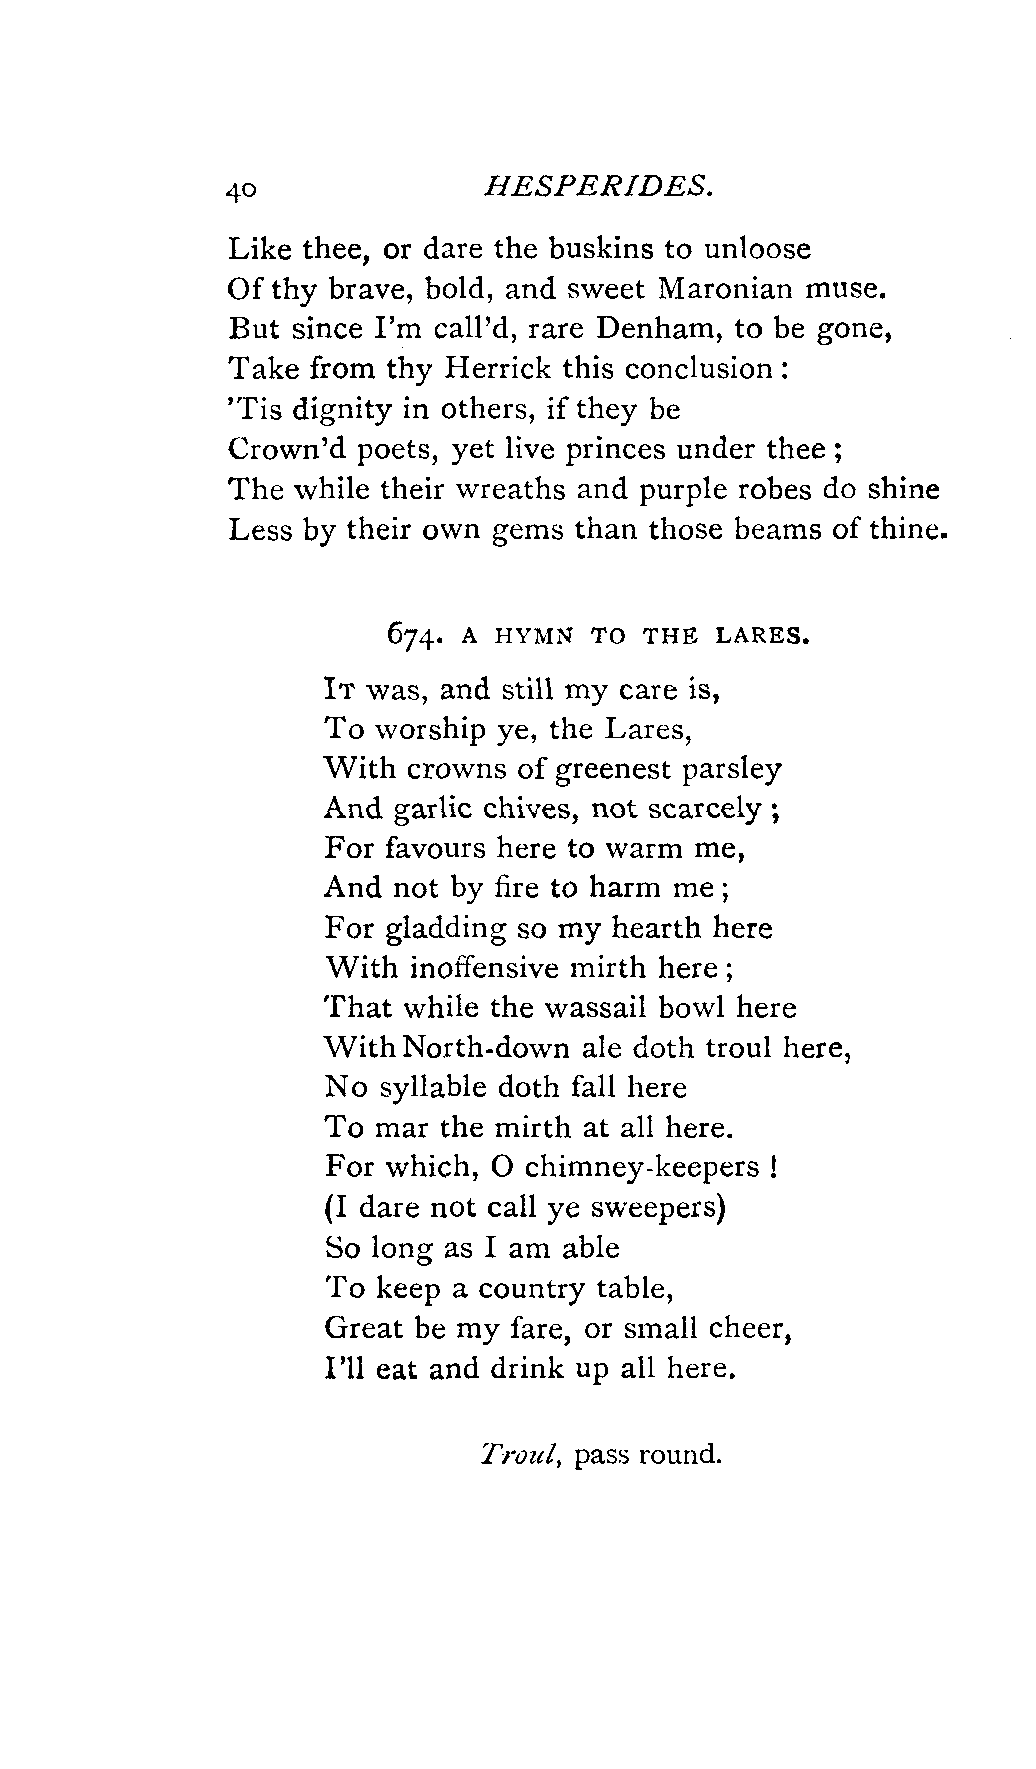 40 HESPERIDES.
Like thee, or dare the buskins to unloose
Of thy brave, bold, and sweet Maronian muse.
But since I'm call'd, rare Denham, to be gone,
Take from thy Herrick this conclusion :
'Tis dignity in others, if they be
Crown'd poets, yet live princes under thee ;
The while their wreaths and purple robes do shine
Less by their own gems than those beams of thine.
674. A HYMN TO THE LARES.
IT was, and still my care is,
To worship ye, the Lares,
With crowns of greenest parsley
And garlic chives, not scarcely ;
For favours here to warm me,
And not by fire to harm me ;
For gladding so my hearth here
With inoffensive mirth here ;
That while the wassail bowl here
With North-down ale doth troul here,
No syllable doth fall here
To mar the mirth at all here.
For which, O chimney-keepers !
(I dare not call ye sweepers)
So long as I am able
To keep a country table,
Great be my fare, or small cheer,
I'll eat and drink up all here.
Troul, pass round.